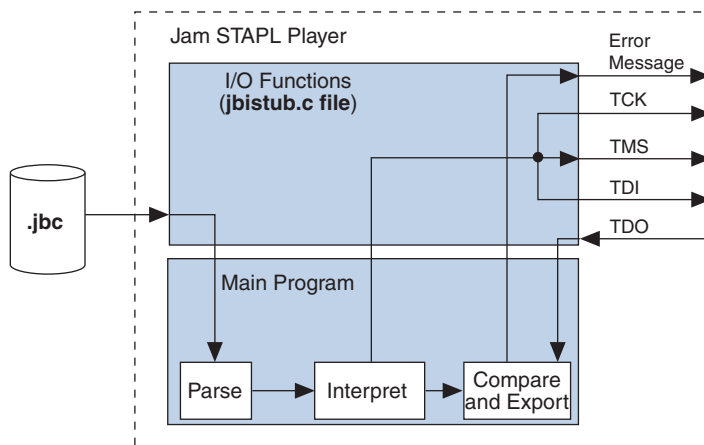 Jam STAPL Player
I/O Functions
(jbistub.c file)
Error
Message
TCK
TMS
TDI
TDO
.jbc
Main Program
Parse
Interpret
Compare
and Export